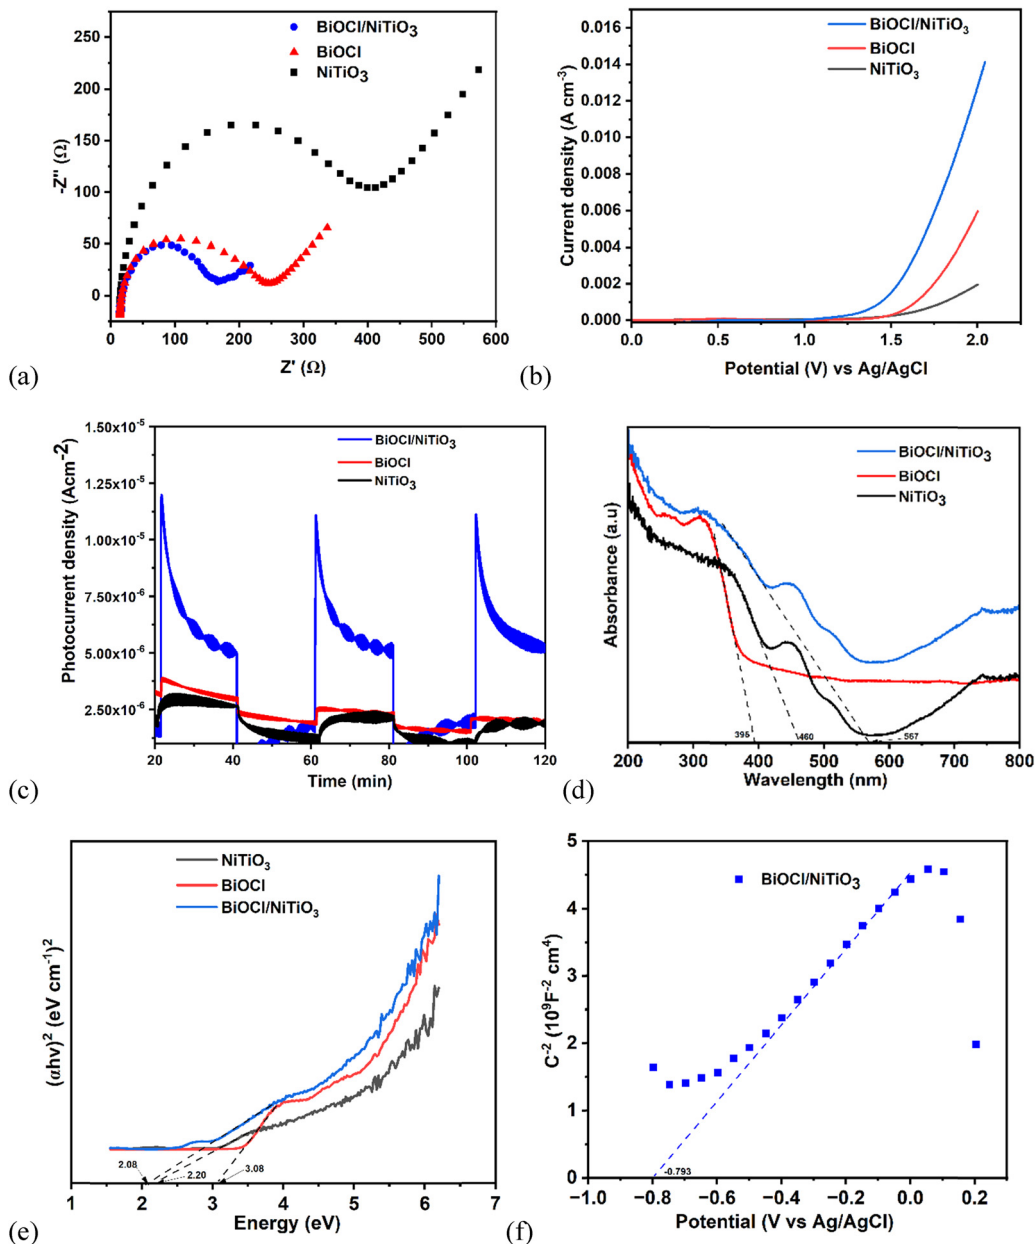 BiOCl/NiTiO3
BiOCl
NiTiO3
250
200
150
100
50
0
-Z'' (Ω)
0 100 200 300 400 500 600
Z' (Ω)
(a)
BiOCl/NiTiO3
BiOCl
NiTiO3
0.016
0.014
0.012
0.010
0.008
0.006
0.004
0.002
0.000
Current density (A cm-3)
0.0 0.5 1.0 1.5 2.0
Potential (V) vs Ag/AgCl
(b)
1.50x10-5
1.25x10-5
1.00x10-5
7.50x10-6
5.00x10-6
2.50x10-6
Photocurrent density (Acm-2)
BiOCl/NiTiO3
BiOCl
NiTiO3
20 40 60 80 100 120
Time (min)
(c)
BiOCl/NiTiO3
BiOCl
NiTiO3
Absorbance (a.u)
395 460 567
200 300 400 500 600 700 800
Wavelength (nm)
(d)
NiTiO3
BiOCl
BiOCl/NiTiO3
(αhv)2 (eV cm-1)2
2.08 2.20 3.08
1 2 3 4 5 6 7
Energy (eV)
(e)
BiOCl/NiTiO3
5
4
3
2
1
0
C-2 (109F-2 cm4)
-0.793
−1.0 −0.8 −0.6 −0.4 −0.2 0.0 0.2
Potential (V vs Ag/AgCl)
(f)